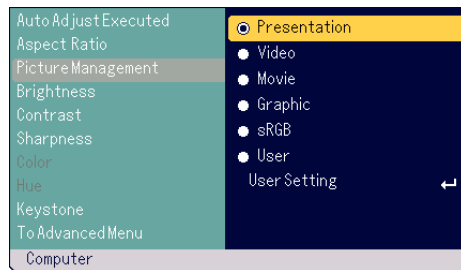 Auto Adjust Executed
Aspect Ratio
Picture Management
Brightness
Contrast
Sharpness
Color
Hue
Keystone
To Advanced Menu
Presentation
Video
Movie
Graphic
sRGB
User
User Setting
Computer